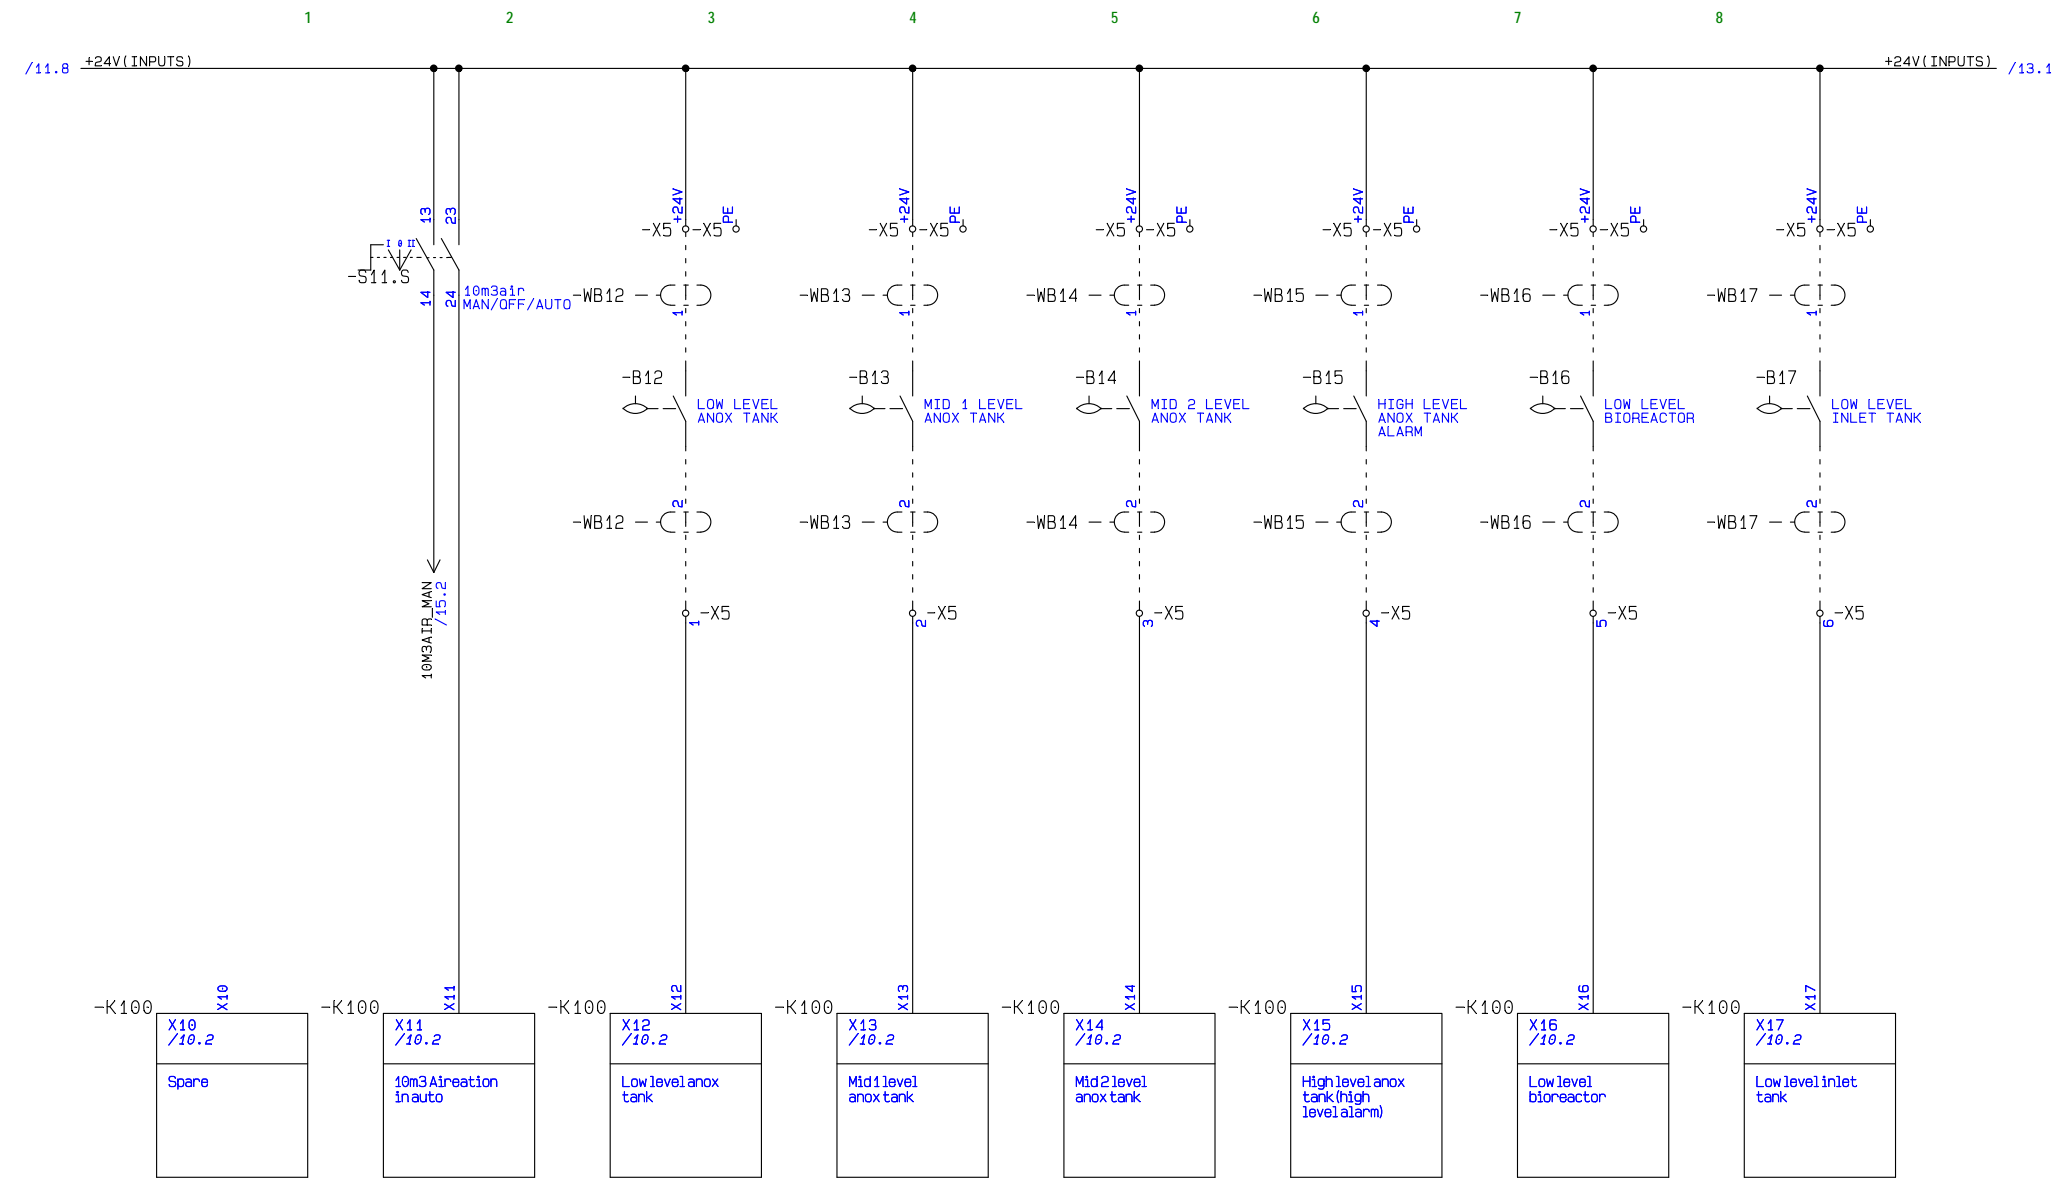 1 2 3 4 5 6 7 8
/11.8 +24V(INPUTS) +24V(INPUTS) /13.1
+24V +24V +24V +24V +24V +24V
13 23 PE PE PE PE PE PE
-X5 -X5 -X5 -X5 -X5 -X5 -X5 -X5 -X5 -X5 -X5 -X5
I 0 II
-S11.S
14 24 10m3air
MAN/OFF/AUTO
-WB12 -WB13 -WB14 -WB15 -WB16 -WB17
1 1 1 1 1 1
-B12 -B13 -B14 -B15 -B16 -B17
LOW LEVEL
ANOX TANK
MID 1 LEVEL
ANOX TANK
MID 2 LEVEL
ANOX TANK
HIGH LEVEL
ANOX TANK
ALARM
LOW LEVEL
BIOREACTOR
LOW LEVEL
INLET TANK
2 2 2 2 2 2
-WB12 -WB13 -WB14 -WB15 -WB16 -WB17
10M3AIR_MAN
/15.2
-X5 -X5 -X5 -X5 -X5 -X5
1 2 3 4 5 6
X10 X11 X12 X13 X14 X15 X16 X17
-K100 -K100 -K100 -K100 -K100 -K100 -K100 -K100
X10
/10.2
Spare
X11
/10.2
10m3 Aireation
in auto
X12
/10.2
Low level anox
tank
X13
/10.2
Mid 1 level
anox tank
X14
/10.2
Mid 2 level
anox tank
X15
/10.2
High level anox
tank (high
level alarm)
X16
/10.2
Low level
bioreactor
X17
/10.2
Low level inlet
tank